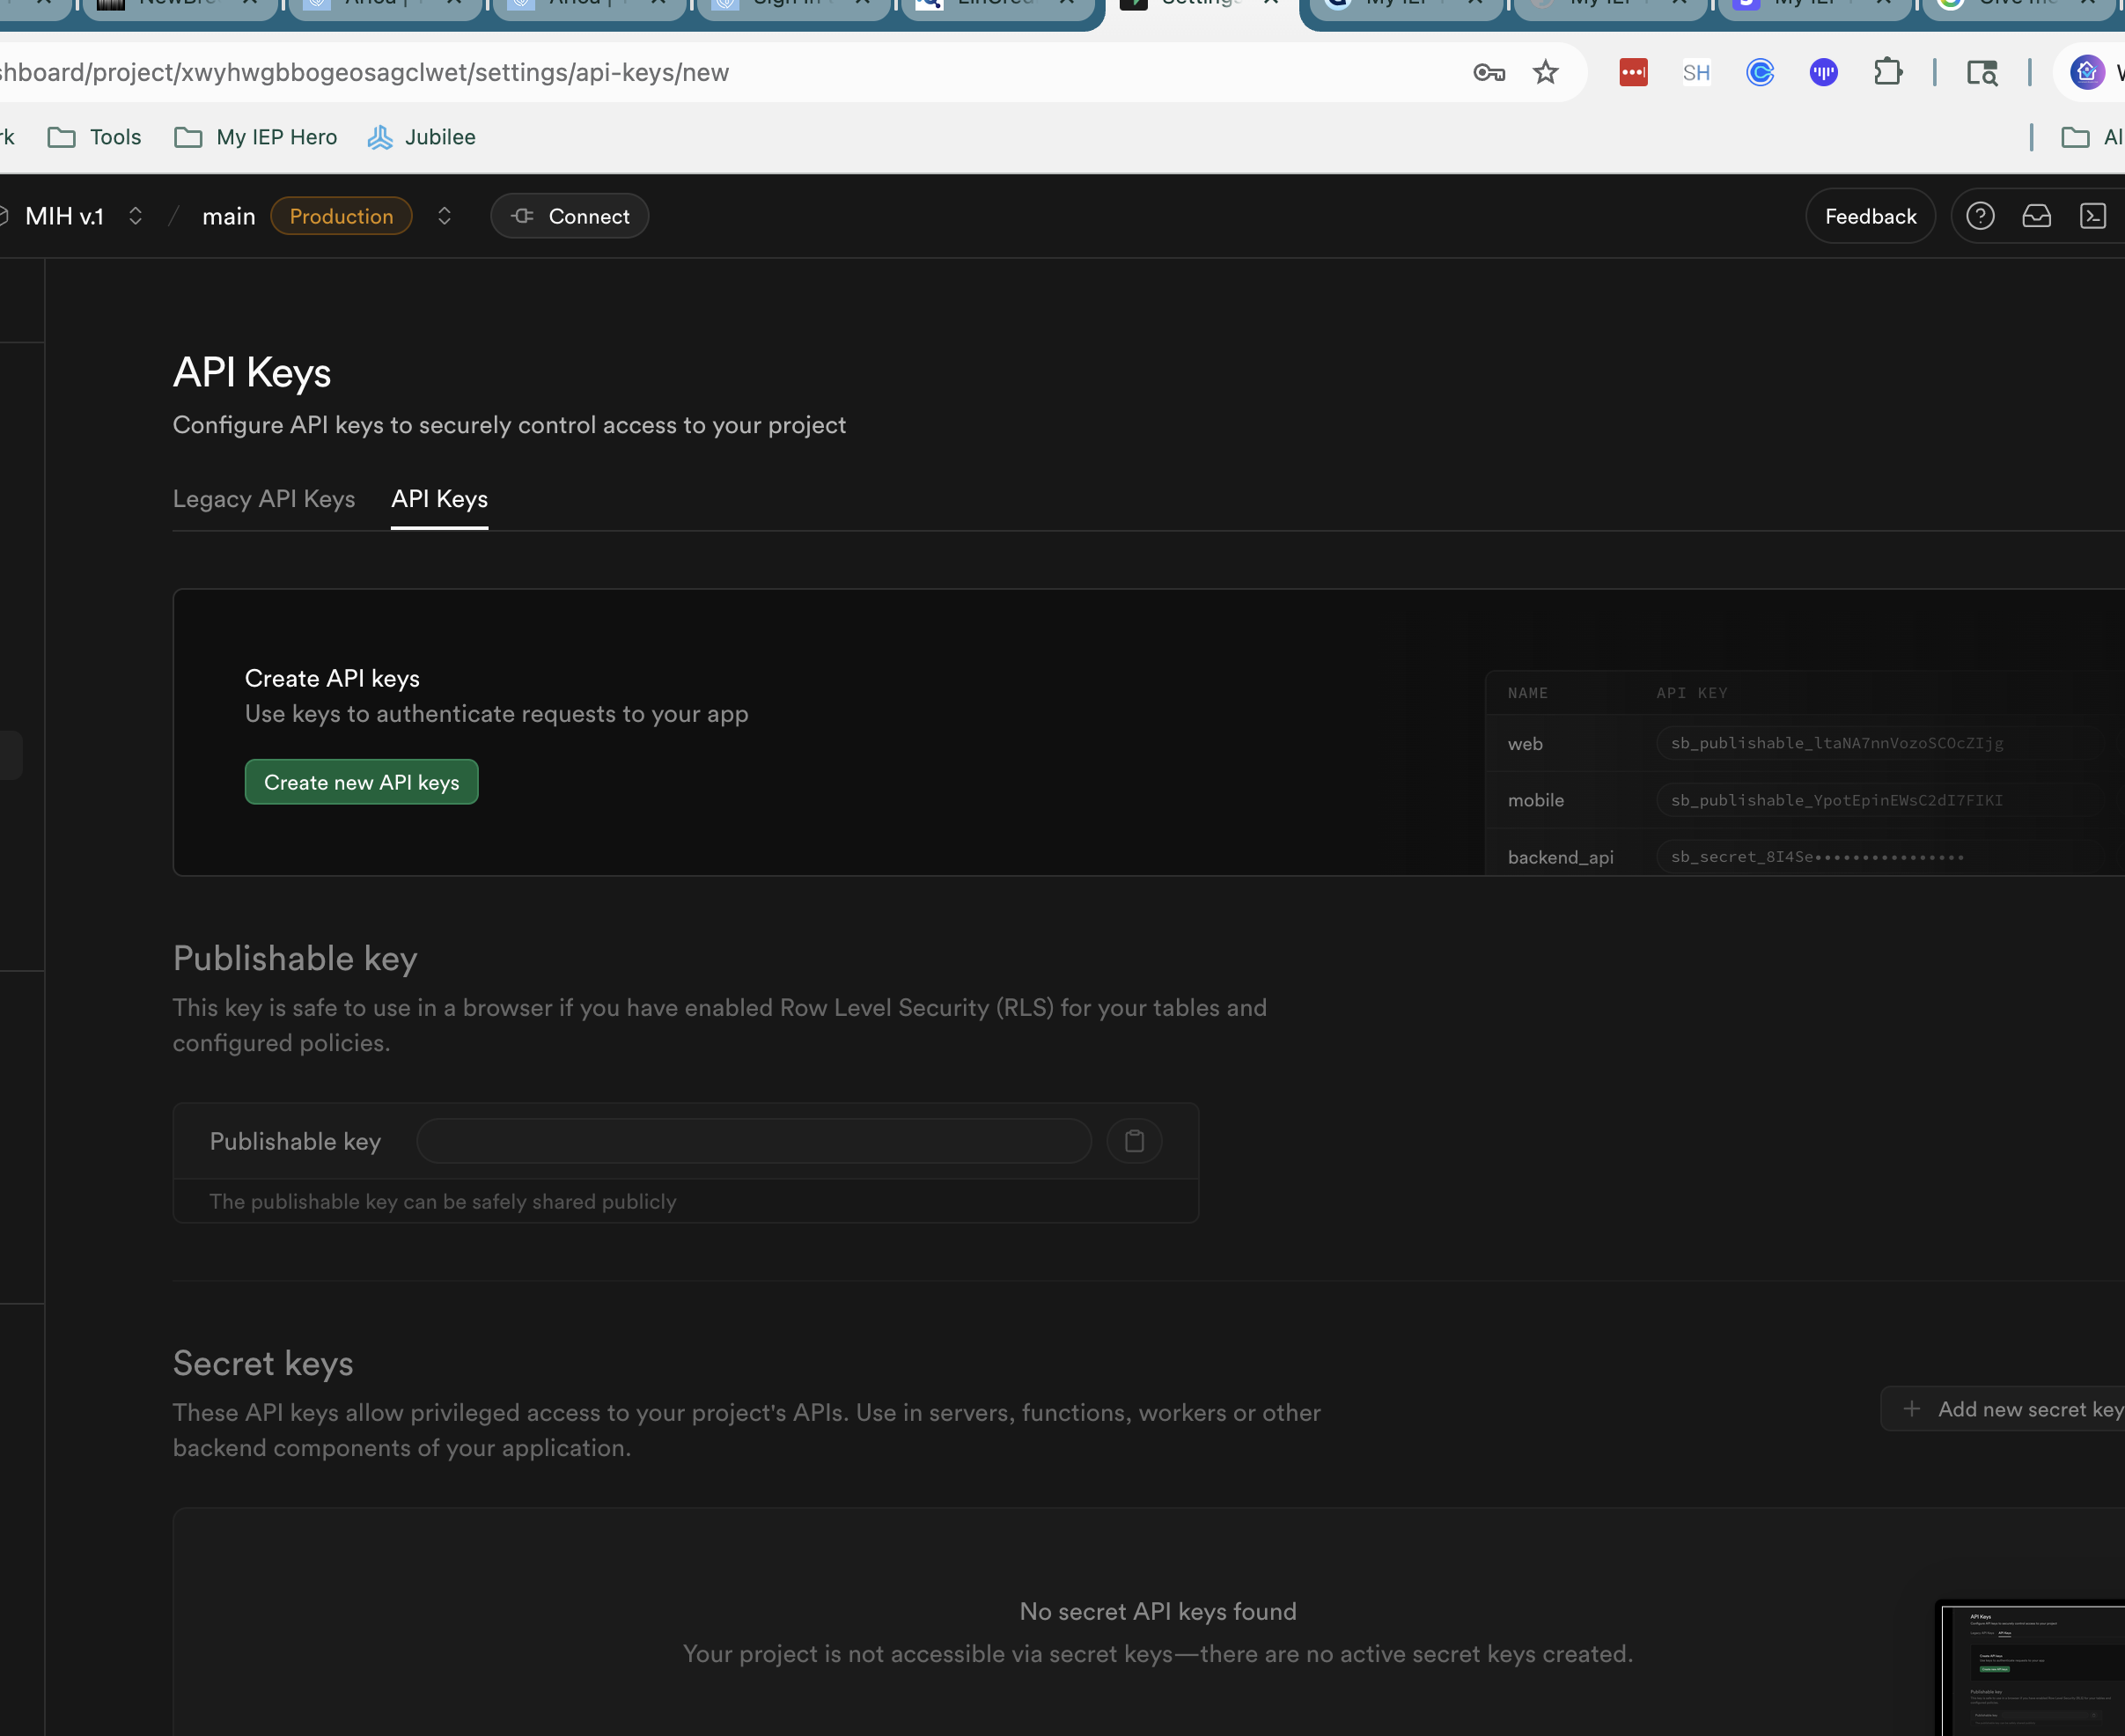 shboard/project/xwyhwgbbogeosagclwet/settings/api-keys/new
SH
rk
Tools
My IEP Hero
Jubilee
MIH v.1 / main Production Connect
Feedback
API Keys
Configure API keys to securely control access to your project
Legacy API Keys
API Keys
Create API keys
Use keys to authenticate requests to your app
Create new API keys
NAME API KEY
web sb_publishable_ltaNA7nnVozoSCOcZIjg
mobile sb_publishable_YpotEpinEWsC2dI7FIKI
backend_api sb_secret_8I4Se••••••••••••••••
Publishable key
This key is safe to use in a browser if you have enabled Row Level Security (RLS) for your tables and
configured policies.
Publishable key
The publishable key can be safely shared publicly
Secret keys
These API keys allow privileged access to your project's APIs. Use in servers, functions, workers or other
backend components of your application.
+ Add new secret key
No secret API keys found
Your project is not accessible via secret keys—there are no active secret keys created.